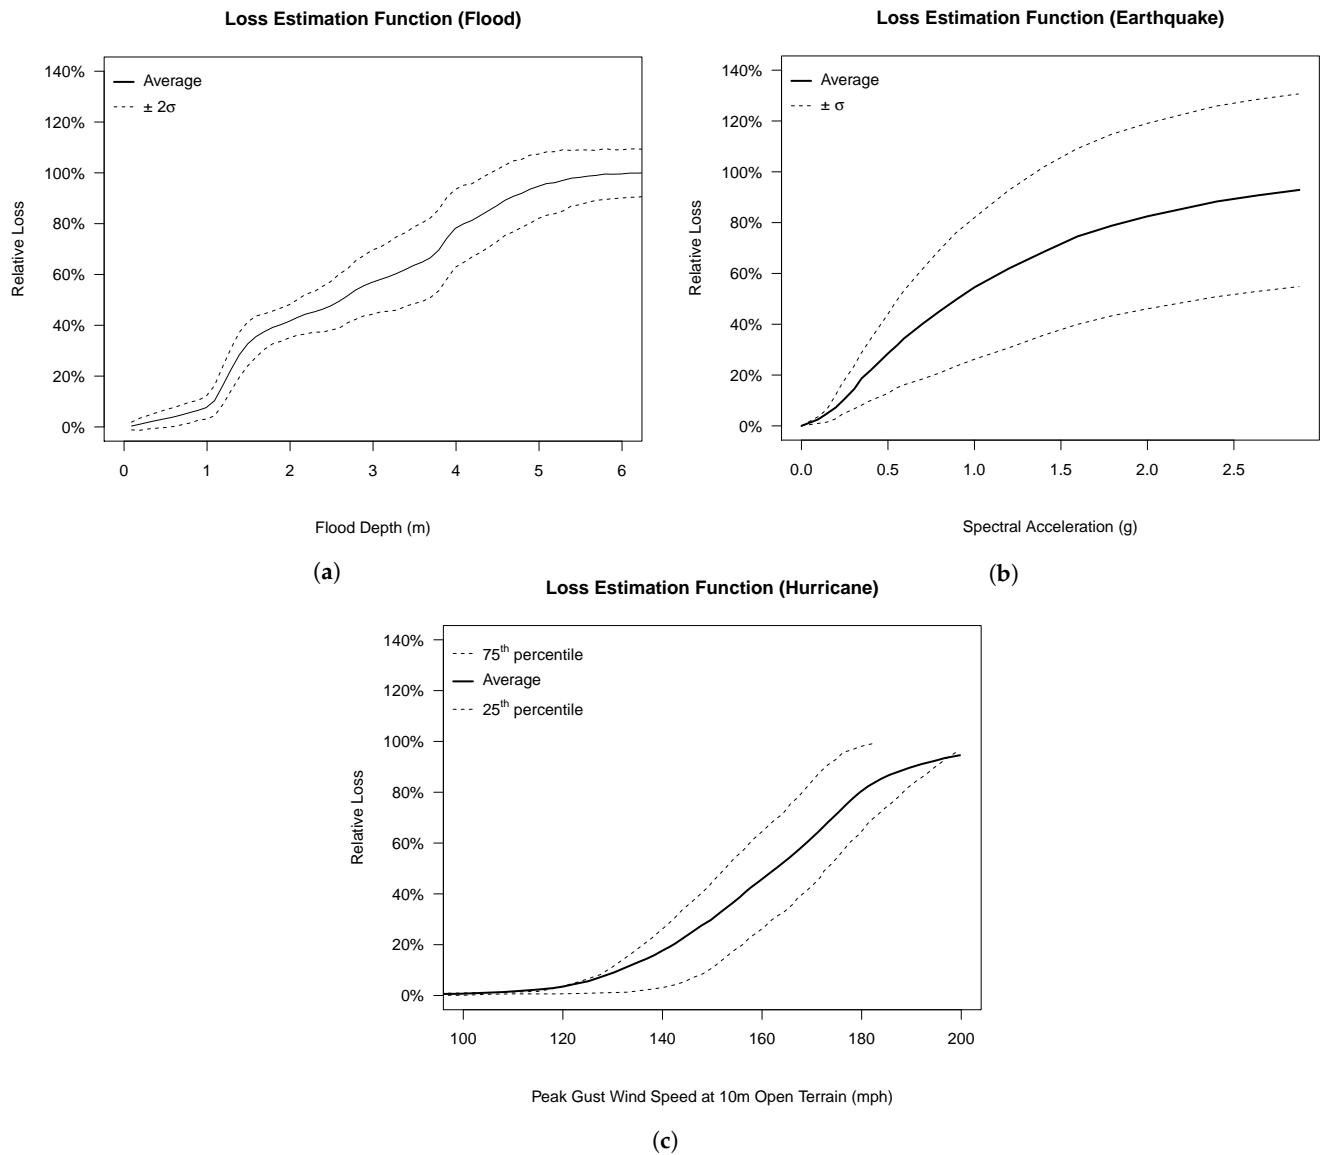 Loss Estimation Function (Flood)
140%
120%
100%
80%
60%
40%
20%
0%
Relative Loss
Average
± 2σ
0 1 2 3 4 5 6
Flood Depth (m)
(a)
Loss Estimation Function (Earthquake)
140%
120%
100%
80%
60%
40%
20%
0%
Relative Loss
Average
± σ
0.0 0.5 1.0 1.5 2.0 2.5
Spectral Acceleration (g)
(b)
Loss Estimation Function (Hurricane)
140%
120%
100%
80%
60%
40%
20%
0%
Relative Loss
75th percentile
Average
25th percentile
100 120 140 160 180 200
Peak Gust Wind Speed at 10m Open Terrain (mph)
(c)